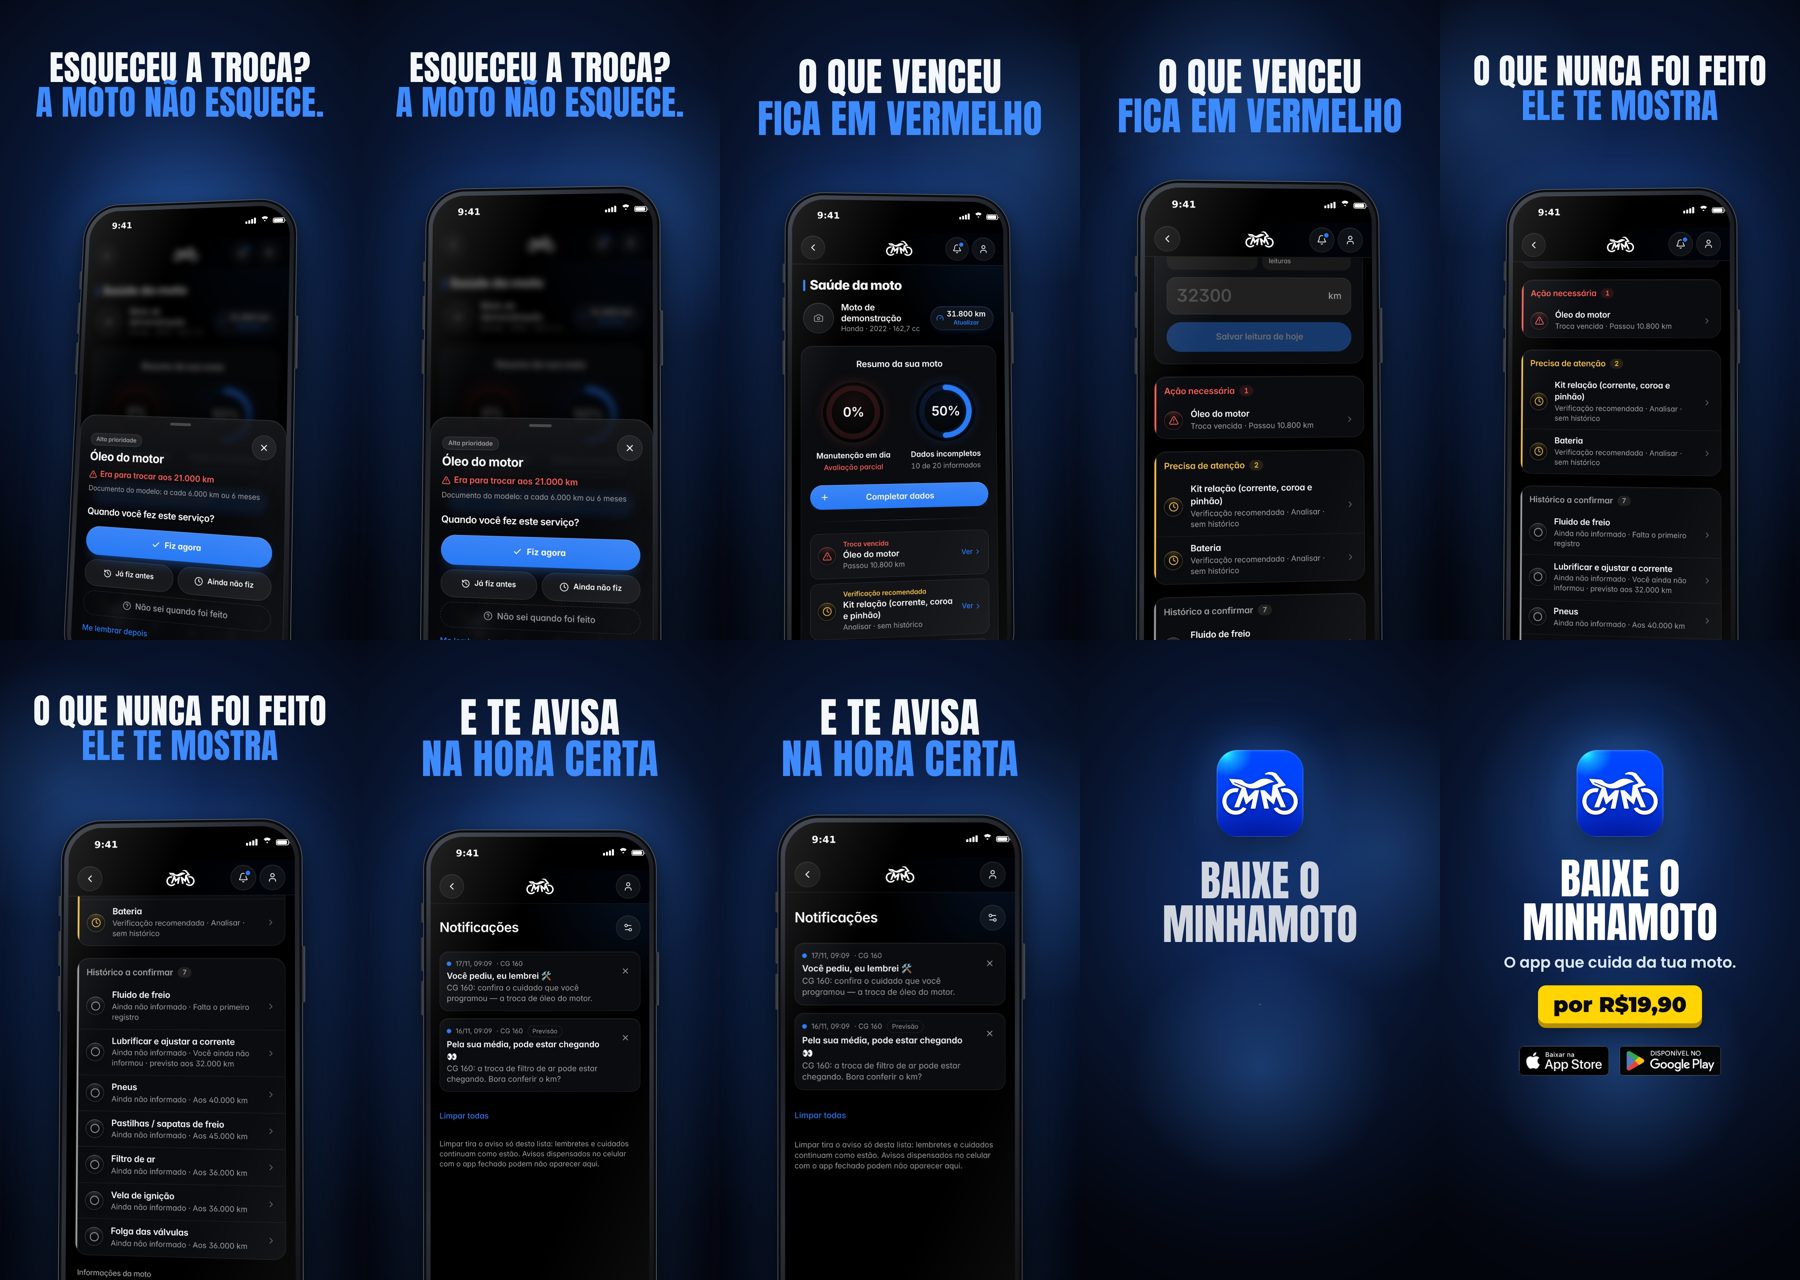 ESQUECEU A TROCA?
A MOTO NÃO ESQUECE.
9:41
Saúde da moto
Alta prioridade
Óleo do motor
Era para trocar aos 21.000 km
Documento do modelo: a cada 6.000 km ou 6 meses
Quando você fez este serviço?
Fiz agora
Já fiz antes
Ainda não fiz
Não sei quando foi feito
Me lembrar depois
ESQUECEU A TROCA?
A MOTO NÃO ESQUECE.
9:41
Alta prioridade
Óleo do motor
Era para trocar aos 21.000 km
Documento do modelo: a cada 6.000 km ou 6 meses
Quando você fez este serviço?
Fiz agora
Já fiz antes
Ainda não fiz
Não sei quando foi feito
O QUE VENCEU
FICA EM VERMELHO
9:41
MM
Saúde da moto
Moto de
demonstração
Honda · 2022 · 162,7 cc
31.800 km
Atualizar
Resumo da sua moto
0%
50%
Manutenção em dia
Avaliação parcial
Dados incompletos
10 de 20 informados
+ Completar dados
Troca vencida
Óleo do motor
Passou 10.800 km
Ver >
Verificação recomendada
Kit relação (corrente, coroa
e pinhão)
Analisar · sem histórico
Ver >
O QUE VENCEU
FICA EM VERMELHO
9:41
MM
leituras
32300
km
Salvar leitura de hoje
Ação necessária 1
Óleo do motor
Troca vencida · Passou 10.800 km
Precisa de atenção 2
Kit relação (corrente, coroa e
pinhão)
Verificação recomendada · Analisar ·
sem histórico
Bateria
Verificação recomendada · Analisar ·
sem histórico
Histórico a confirmar 7
Fluido de freio
O QUE NUNCA FOI FEITO
ELE TE MOSTRA
9:41
MM
Ação necessária 1
Óleo do motor
Troca vencida · Passou 10.800 km
Precisa de atenção 2
Kit relação (corrente, coroa e
pinhão)
Verificação recomendada · Analisar ·
sem histórico
Bateria
Verificação recomendada · Analisar ·
sem histórico
Histórico a confirmar 7
Fluido de freio
Ainda não informado · Falta o primeiro
registro
Lubrificar e ajustar a corrente
Ainda não informado · Você ainda não
informou · previsto aos 32.000 km
Pneus
Ainda não informado · Aos 40.000 km
O QUE NUNCA FOI FEITO
ELE TE MOSTRA
9:41
MM
Bateria
Verificação recomendada · Analisar ·
sem histórico
Histórico a confirmar 7
Fluido de freio
Ainda não informado · Falta o primeiro
registro
Lubrificar e ajustar a corrente
Ainda não informado · Você ainda não
informou · previsto aos 32.000 km
Pneus
Ainda não informado · Aos 40.000 km
Pastilhas / sapatas de freio
Ainda não informado · Aos 45.000 km
Filtro de ar
Ainda não informado · Aos 36.000 km
Vela de ignição
Ainda não informado · Aos 36.000 km
Folga das válvulas
Ainda não informado · Aos 36.000 km
Informações da moto
E TE AVISA
NA HORA CERTA
9:41
MM
Notificações
17/11, 09:09 · CG 160
Você pediu, eu lembrei 🛠️
CG 160: confira o cuidado que você
programou — a troca de óleo do motor.
16/11, 09:09 · CG 160 Previsão
Pela sua média, pode estar chegando
👀
CG 160: a troca de filtro de ar pode estar
chegando. Bora conferir o km?
Limpar todas
Limpar tira o aviso só desta lista: lembretes e cuidados
continuam como estão. Avisos dispensados no celular
com o app fechado podem não aparecer aqui.
E TE AVISA
NA HORA CERTA
9:41
MM
Notificações
17/11, 09:09 · CG 160
Você pediu, eu lembrei 🛠️
CG 160: confira o cuidado que você
programou — a troca de óleo do motor.
16/11, 09:09 · CG 160 Previsão
Pela sua média, pode estar chegando
👀
CG 160: a troca de filtro de ar pode estar
chegando. Bora conferir o km?
Limpar todas
Limpar tira o aviso só desta lista: lembretes e cuidados
continuam como estão. Avisos dispensados no celular
com o app fechado podem não aparecer aqui.
MM
BAIXE O
MINHAMOTO
MM
BAIXE O
MINHAMOTO
O app que cuida da tua moto.
por R$19,90
Baixar na
App Store
DISPONÍVEL NO
Google Play